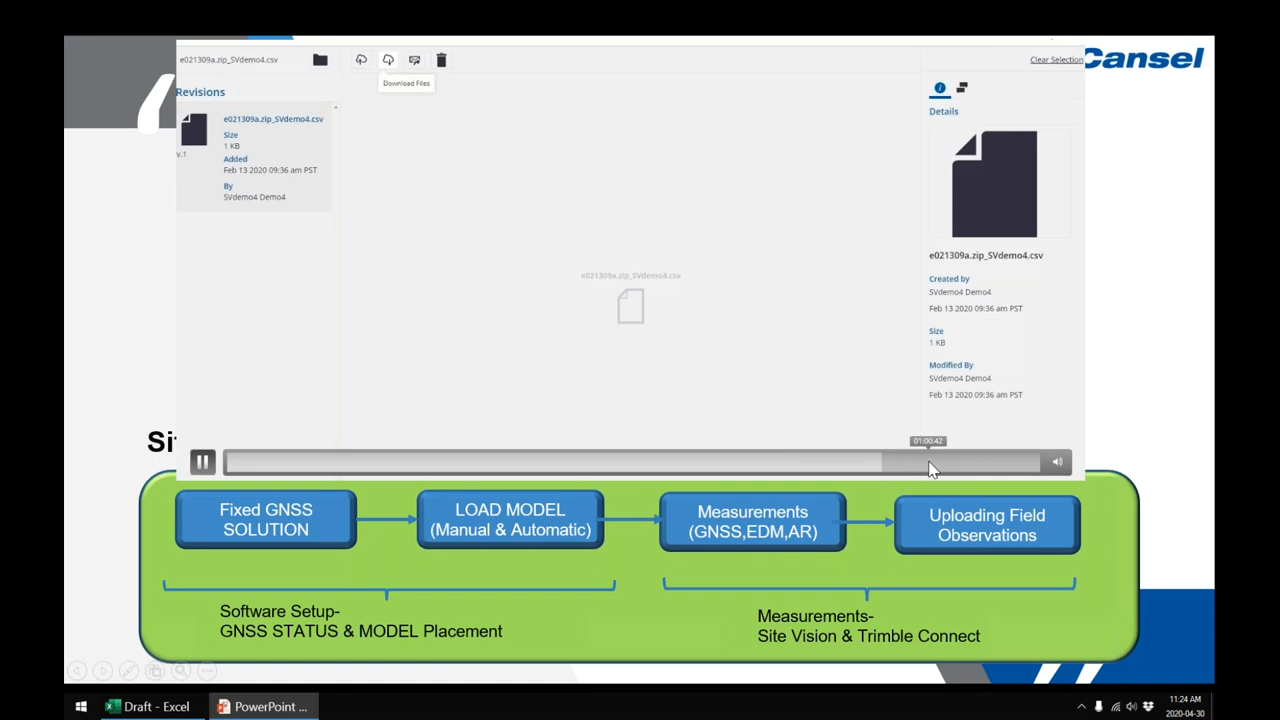 e021309a.zip_SVdemo4.csv
Download Files
Clear Selection
Cansel
Revisions
e021309a.zip_SVdemo4.csv
Size
1 KB
Added
Feb 13 2020 09:36 am PST
By
SVdemo4 Demo4
v.1
e021309a.zip_SVdemo4.csv
Details
e021309a.zip_SVdemo4.csv
Created by
SVdemo4 Demo4
Feb 13 2020 09:36 am PST
Size
1 KB
Modified By
SVdemo4 Demo4
Feb 13 2020 09:36 am PST
01:00.42
Si
Fixed GNSS
SOLUTION
LOAD MODEL
(Manual & Automatic)
Measurements
(GNSS,EDM,AR)
Uploading Field
Observations
Software Setup-
GNSS STATUS & MODEL Placement
Measurements-
Site Vision & Trimble Connect
Draft - Excel
PowerPoint ...
11:24 AM
2020-04-30